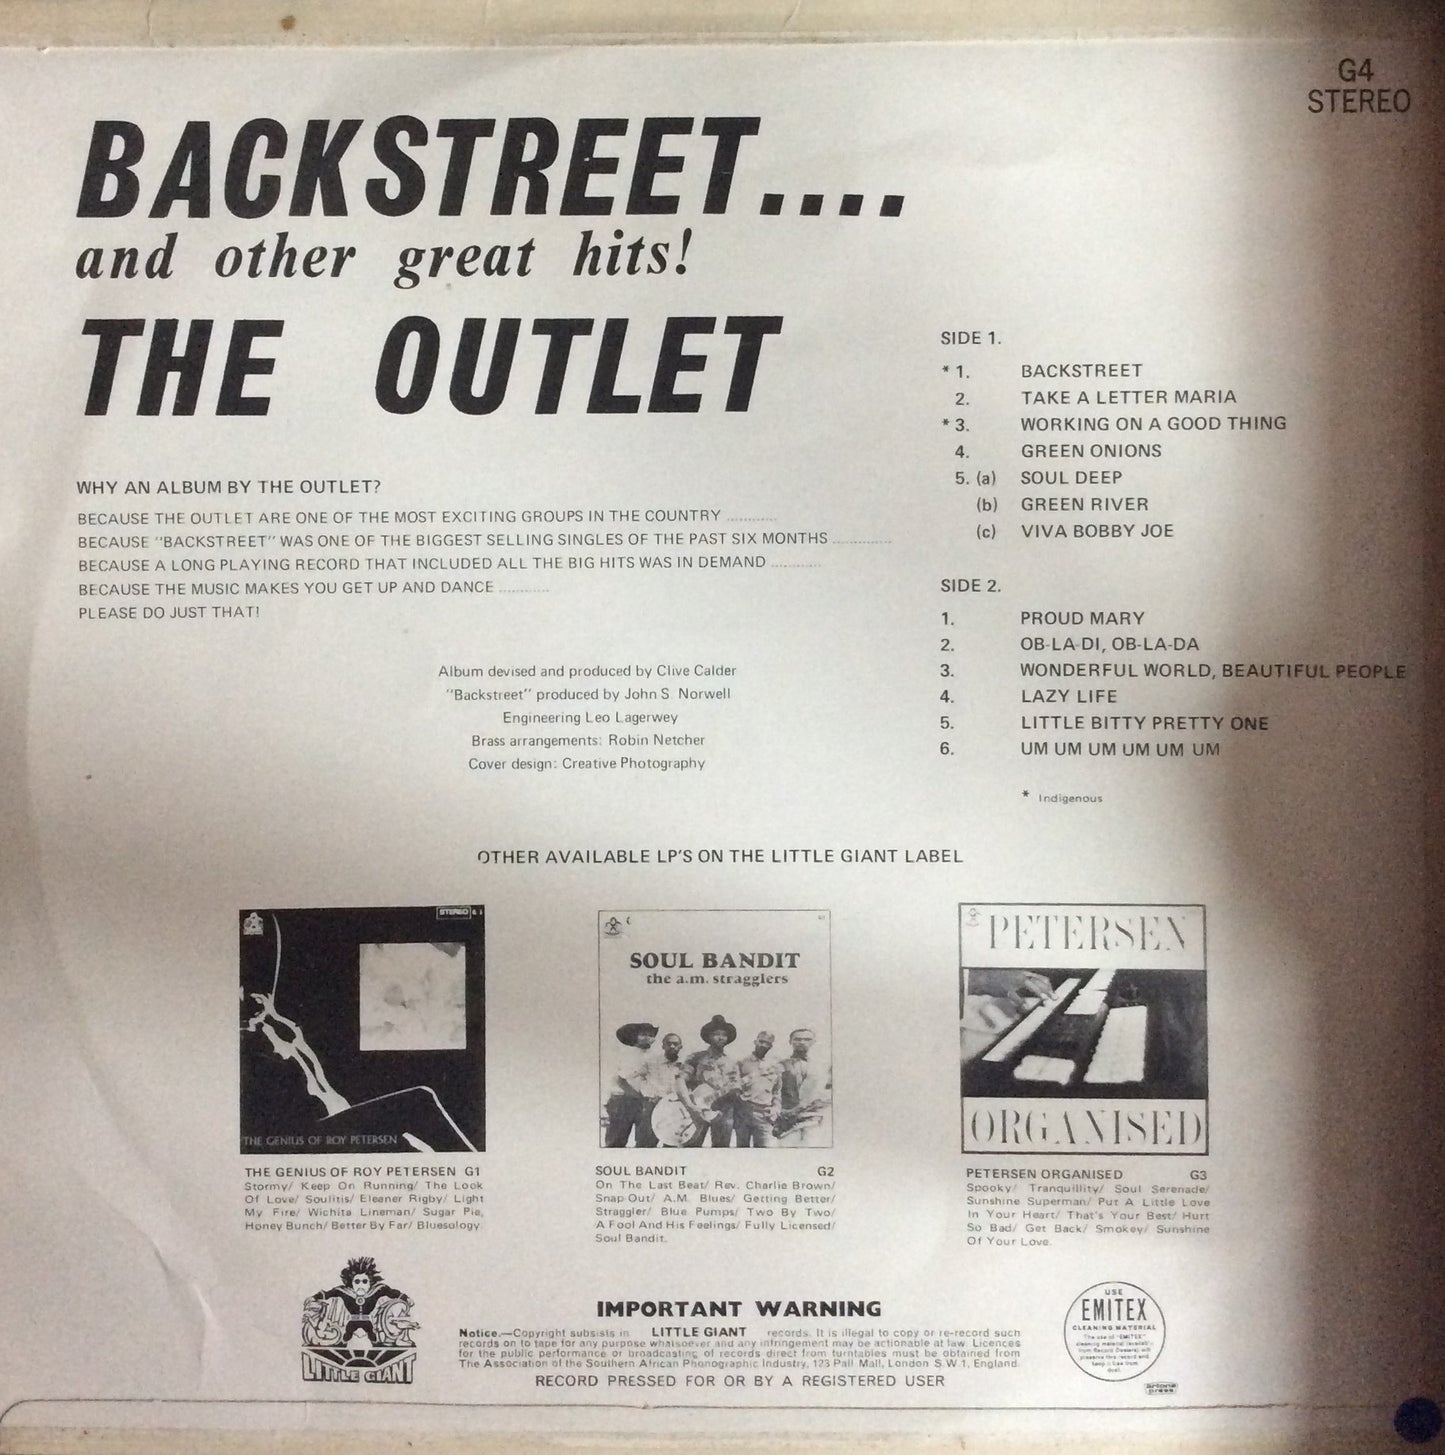 G4
STEREO
BACKSTREET....
and other great hits!
THE OUTLET
WHY AN ALBUM BY THE OUTLET?
BECAUSE THE OUTLET ARE ONE OF THE MOST EXCITING GROUPS IN THE COUNTRY ............
BECAUSE "BACKSTREET" WAS ONE OF THE BIGGEST SELLING SINGLES OF THE PAST SIX MONTHS ..............
BECAUSE A LONG PLAYING RECORD THAT INCLUDED ALL THE BIG HITS WAS IN DEMAND ............
BECAUSE THE MUSIC MAKES YOU GET UP AND DANCE ............
PLEASE DO JUST THAT!
Album devised and produced by Clive Calder
"Backstreet" produced by John S. Norwell
Engineering Leo Lagerwey
Brass arrangements: Robin Netcher
Cover design: Creative Photography
SIDE 1.
* 1. BACKSTREET
2. TAKE A LETTER MARIA
* 3. WORKING ON A GOOD THING
4. GREEN ONIONS
5. (a) SOUL DEEP
(b) GREEN RIVER
(c) VIVA BOBBY JOE
SIDE 2.
1. PROUD MARY
2. OB-LA-DI, OB-LA-DA
3. WONDERFUL WORLD, BEAUTIFUL PEOPLE
4. LAZY LIFE
5. LITTLE BITTY PRETTY ONE
6. UM UM UM UM UM UM
* Indigenous
OTHER AVAILABLE LP'S ON THE LITTLE GIANT LABEL
STEREO
THE GENIUS OF ROY PETERSEN
THE GENIUS OF ROY PETERSEN G1
Stormy/ Keep On Running/ The Look
Of Love/ Soulitis/ Eleaner Rigby/ Light
My Fire/ Wichita Lineman/ Sugar Pie,
Honey Bunch/ Better By Far/ Bluesology.
SOUL BANDIT
the a.m. stragglers
SOUL BANDIT G2
On The Last Beat/ Rev. Charlie Brown/
Snap Out/ A.M. Blues/ Getting Better/
Straggler/ Blue Pumps/ Two By Two/
A Fool And His Feelings/ Fully Licensed/
Soul Bandit.
PETERSEN
ORGANISED
PETERSEN ORGANISED G3
Spooky/ Tranquillity/ Soul Serenade/
Sunshine Superman/ Put A Little Love
In Your Heart/ That's Your Best/ Hurt
So Bad/ Get Back/ Smokey/ Sunshine
Of Your Love.
LITTLE GIANT
IMPORTANT WARNING
Notice.—Copyright subsists in LITTLE GIANT records. It is illegal to copy or re-record such
records on to tape for any purpose whatsoever and any infringement may be actionable at law. Licences
for the public performance or broadcasting of records direct from turntables must be obtained from
The Association of the Southern African Phonographic Industry, 123 Pall Mall, London S.W.1, England.
RECORD PRESSED FOR OR BY A REGISTERED USER
USE
EMITEX
CLEANING MATERIAL
The use of "EMITEX"
artone
press